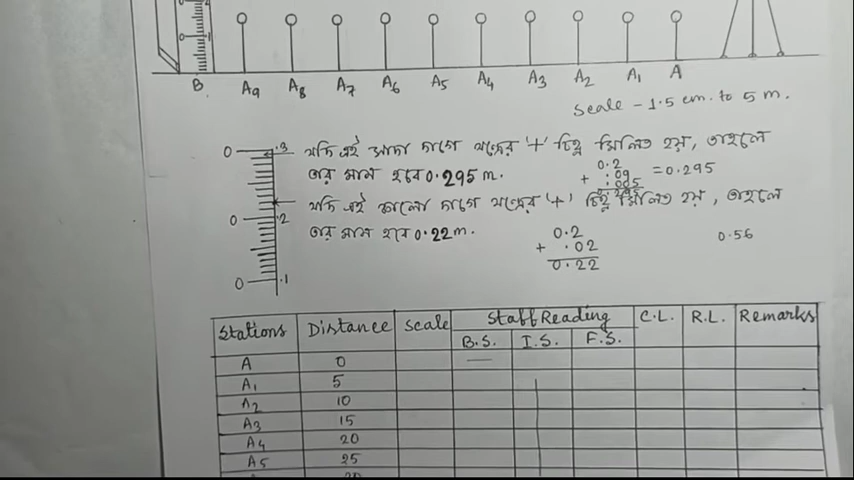 B A9 A8 A7 A6 A5 A4 A3 A2 A1 A
Scale - 1.5 cm. to 5 m.
0 .3 যদি এই সাদা দাগে যন্ত্রের '+' চিহ্ন মিলিত হয়, তাহলে
তার মান হবে 0.295 m.
0.2
+ .09
.005
0.295
= 0.295
যদি এই কালো দাগে যন্ত্রের '+' চিহ্ন মিলিত হয়, তাহলে
0 .2
তার মান হবে 0.22 m.
0.2
+ .02
0.22
0.56
0 .1
Stations Distance Scale Staff Reading C.L. R.L. Remarks
B.S. I.S. F.S.
A 0
A1 5
A2 10
A3 15
A4 20
A5 25